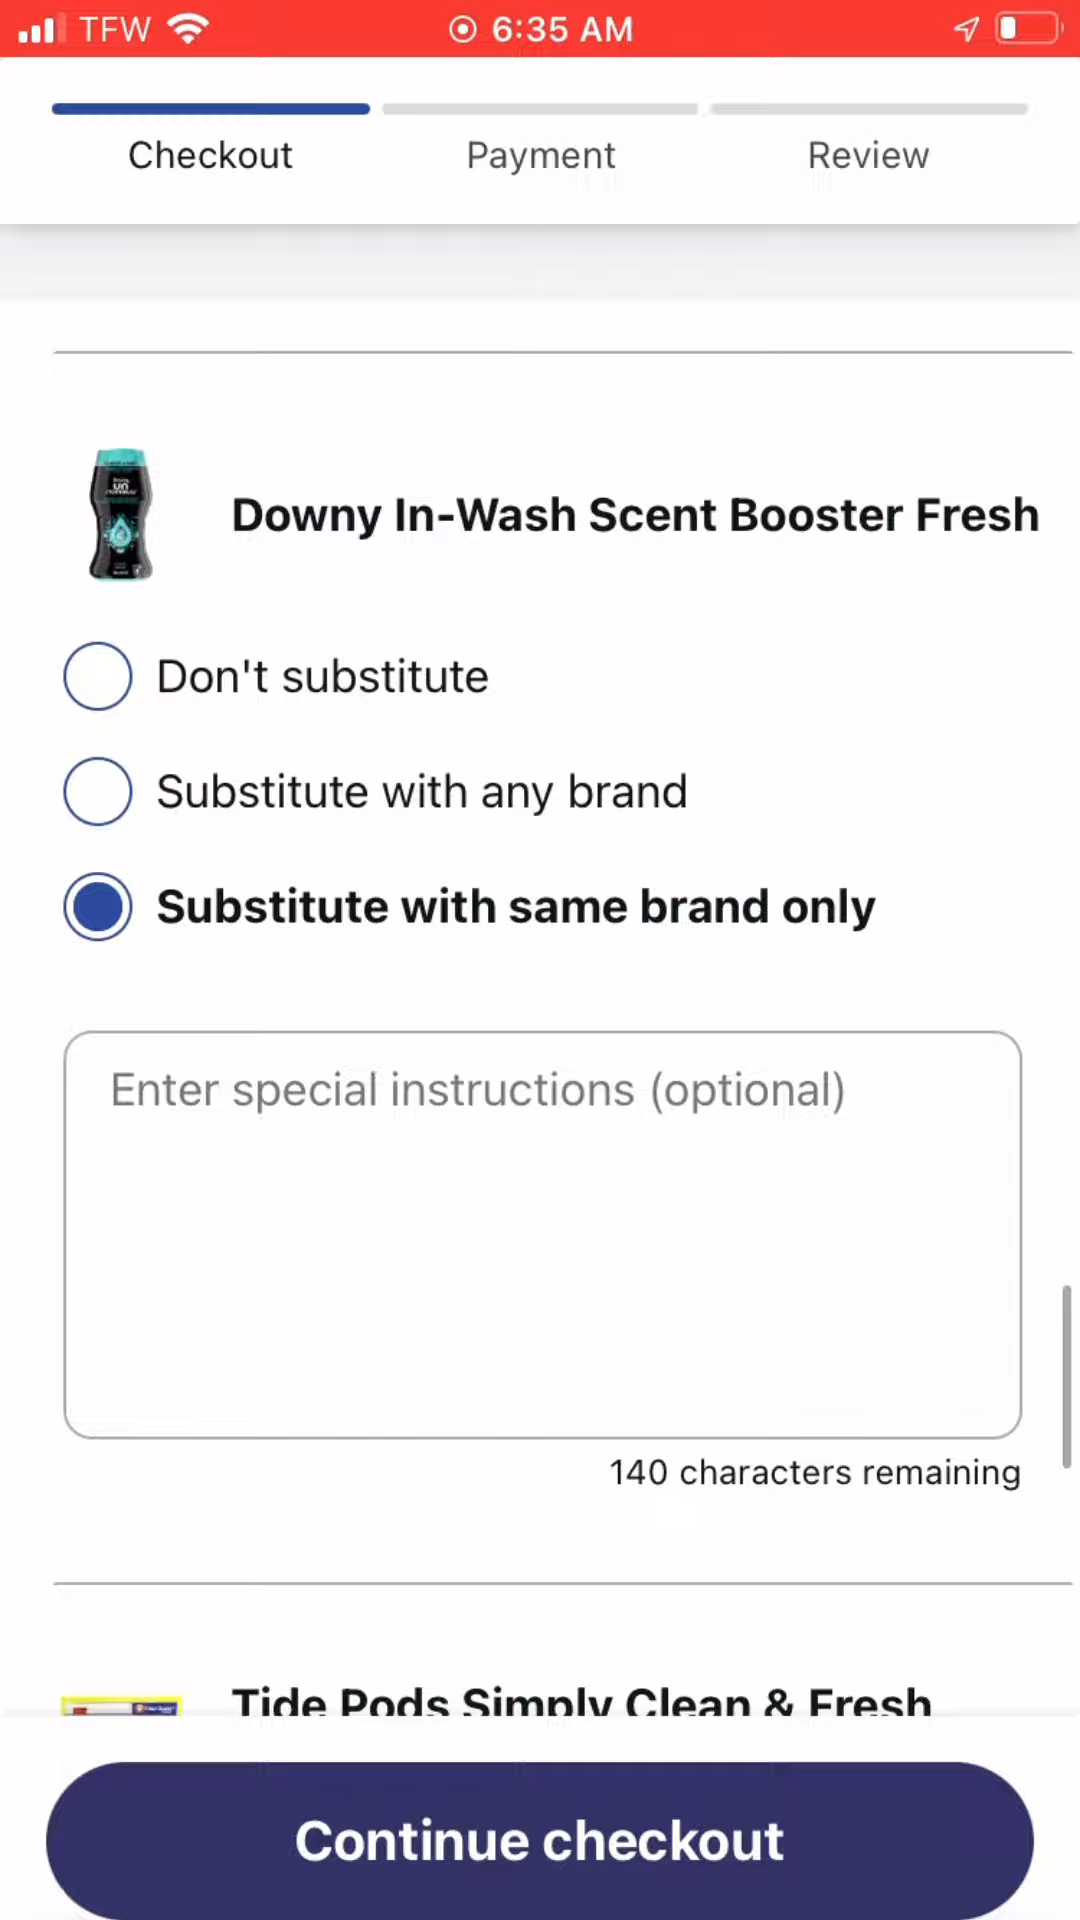 TFW
6:35 AM
Checkout
Payment
Review
Downy In-Wash Scent Booster Fresh
Don't substitute
Substitute with any brand
Substitute with same brand only
Enter special instructions (optional)
140 characters remaining
Tide Pods Simply Clean & Fresh
Continue checkout